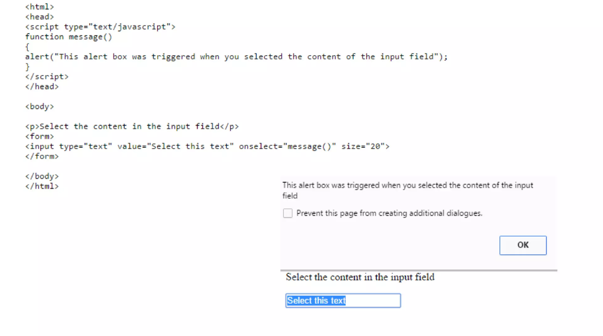 <html>
<head>
<script type="text/javascript">
function message()
{
alert("This alert box was triggered when you selected the content of the input field");
}
</script>
</head>
<body>
<p>Select the content in the input field</p>
<form>
<input type="text" value="Select this text" onselect="message()" size="20">
</form>
</body>
</html>
This alert box was triggered when you selected the content of the input
field
Prevent this page from creating additional dialogues.
OK
Select the content in the input field
Select this text